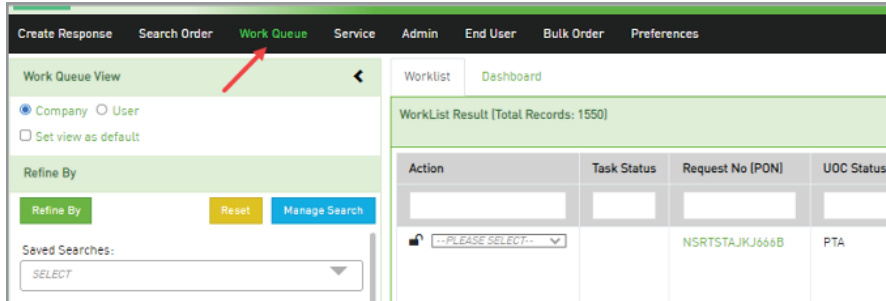 Create Response Search Order Work Queue Service Admin End User Bulk Order Preferences
Work Queue View
Company User
Set view as default
Refine By
Refine By Reset Manage Search
Saved Searches:
SELECT
Worklist Dashboard
WorkList Result (Total Records: 1550)
Action Task Status Request No (PON) UOC Status
--PLEASE SELECT-- NSRTSTAJKJ666B PTA